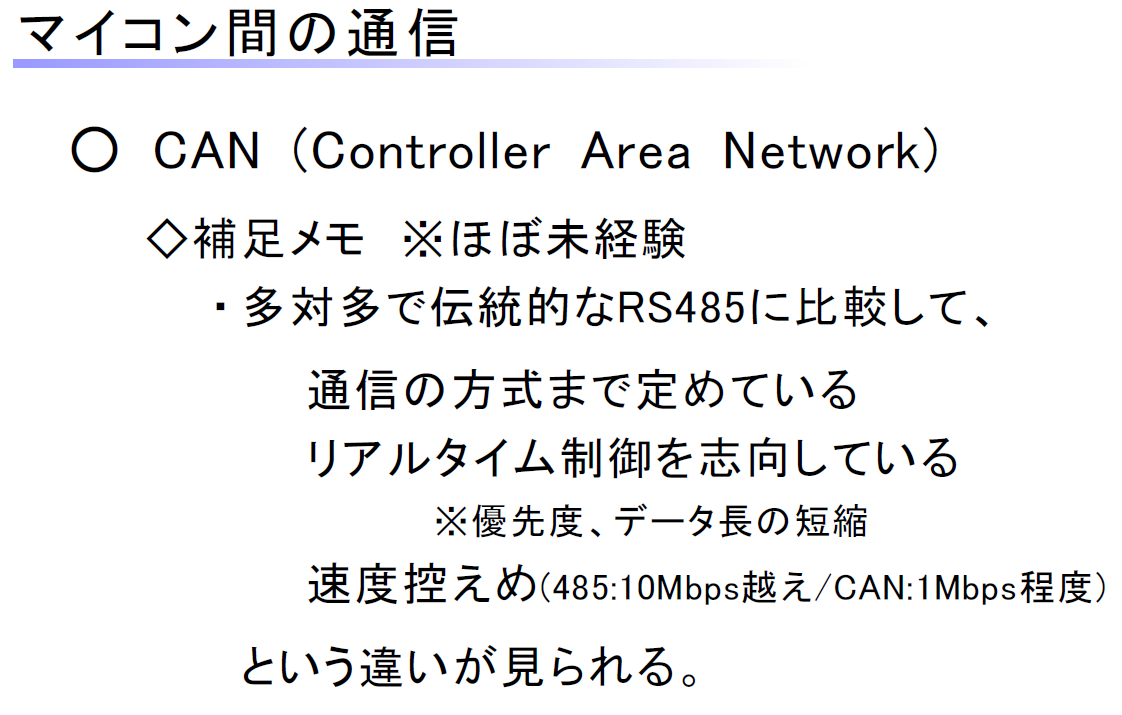 マイコン間の通信
○ CAN (Controller Area Network)
◇補足メモ ※ほぼ未経験
・多対多で伝統的なRS485に比較して、
通信の方式まで定めている
リアルタイム制御を志向している
※優先度、データ長の短縮
速度控えめ(485:10Mbps越え/CAN:1Mbps程度)
という違いが見られる。